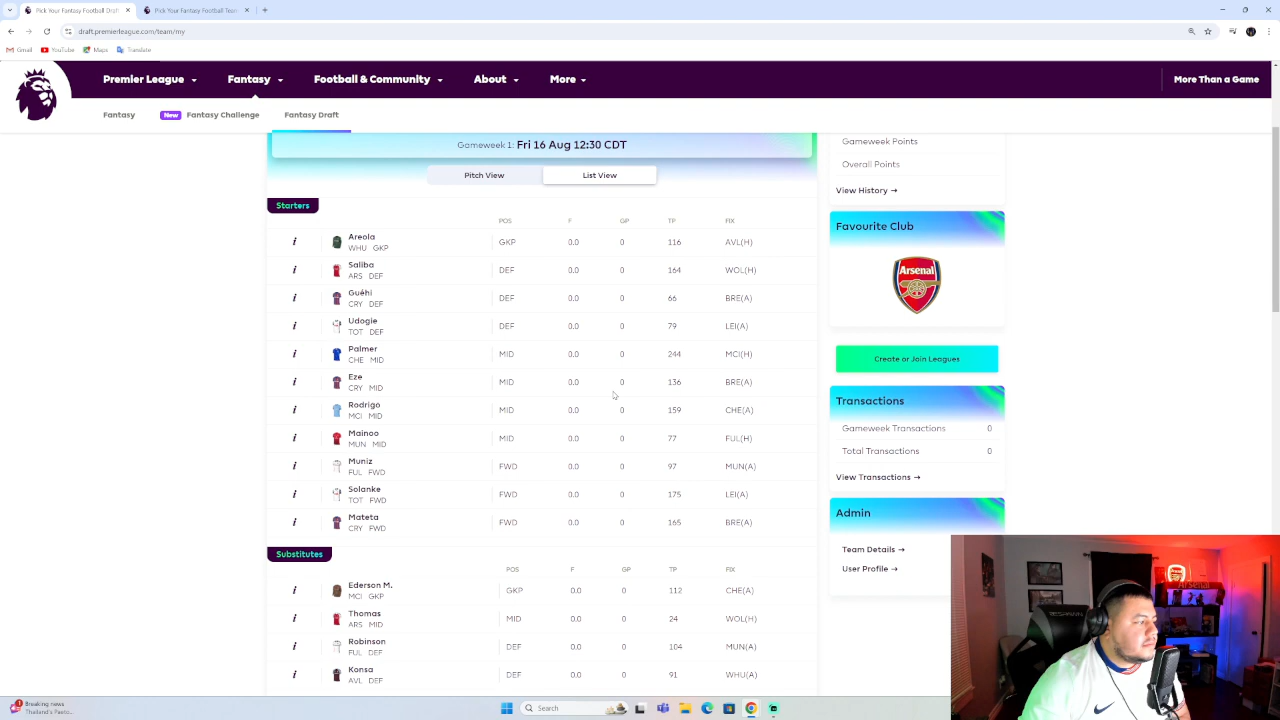 Pick Your Fantasy Football Draft
Pick Your Fantasy Football Team
draft.premierleague.com/team/my
Gmail YouTube Maps Translate
Premier League Fantasy Football & Community About More More Than a Game
Fantasy New Fantasy Challenge Fantasy Draft
Gameweek 1: Fri 16 Aug 12:30 CDT
Pitch View List View
Starters
POS F GP TP FIX
i Areola WHU GKP GKP 0.0 0 116 AVL(H)
i Saliba ARS DEF DEF 0.0 0 164 WOL(H)
i Guéhi CRY DEF DEF 0.0 0 66 BRE(A)
i Udogie TOT DEF DEF 0.0 0 79 LEI(A)
i Palmer CHE MID MID 0.0 0 244 MCI(H)
i Eze CRY MID MID 0.0 0 136 BRE(A)
i Rodrigo MCI MID MID 0.0 0 159 CHE(A)
i Mainoo MUN MID MID 0.0 0 77 FUL(H)
i Muniz FUL FWD FWD 0.0 0 97 MUN(A)
i Solanke TOT FWD FWD 0.0 0 175 LEI(A)
i Mateta CRY FWD FWD 0.0 0 165 BRE(A)
Substitutes
POS F GP TP FIX
i Ederson M. MCI GKP GKP 0.0 0 112 CHE(A)
i Thomas ARS MID MID 0.0 0 24 WOL(H)
i Robinson FUL DEF DEF 0.0 0 104 MUN(A)
i Konsa AVL DEF DEF 0.0 0 91 WHU(A)
Gameweek Points
Overall Points
View History →
Favourite Club
Arsenal
Create or Join Leagues
Transactions
Gameweek Transactions 0
Total Transactions 0
View Transactions →
Admin
Team Details →
User Profile →
Arsenal
Breaking news
Search